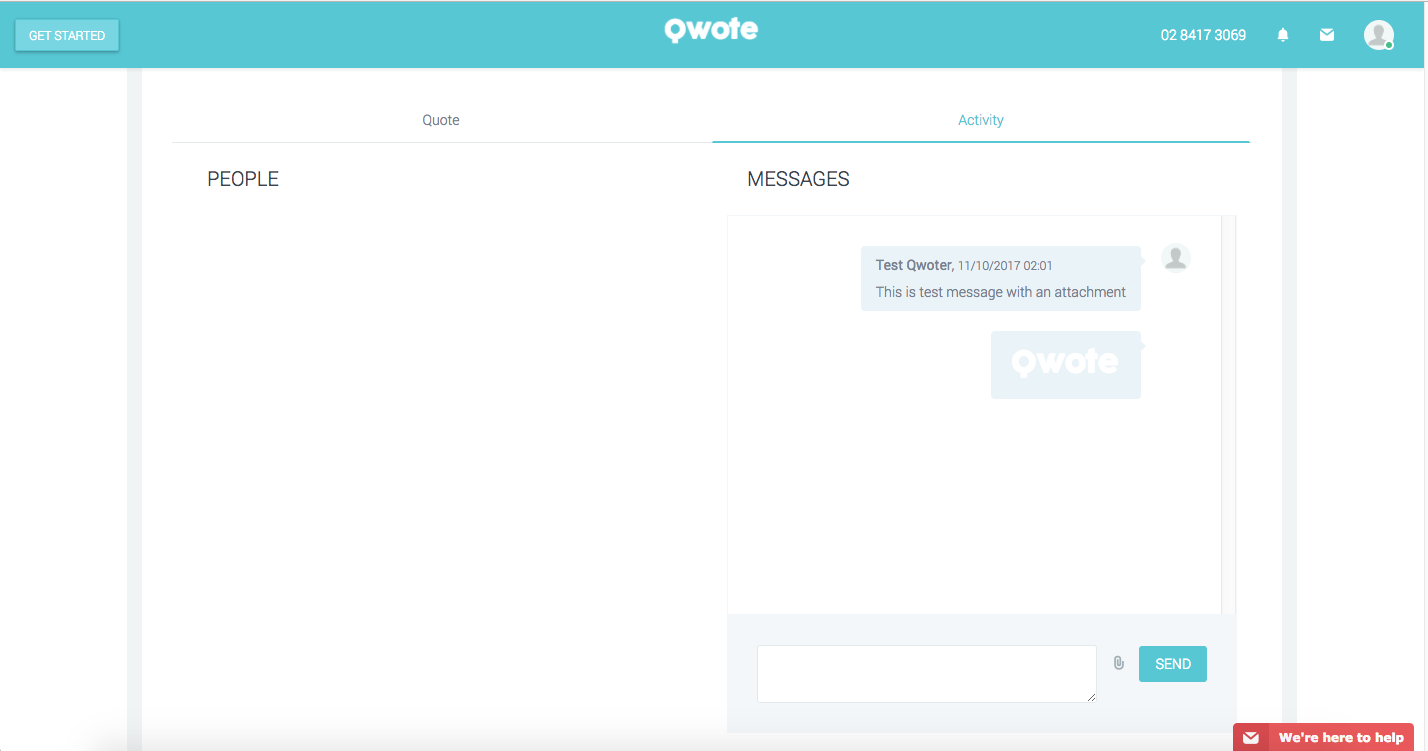 GET STARTED
Qwote
02 8417 3069
Quote
Activity
PEOPLE
MESSAGES
Test Qwoter, 11/10/2017 02:01
This is test message with an attachment
Qwote
SEND
We're here to help